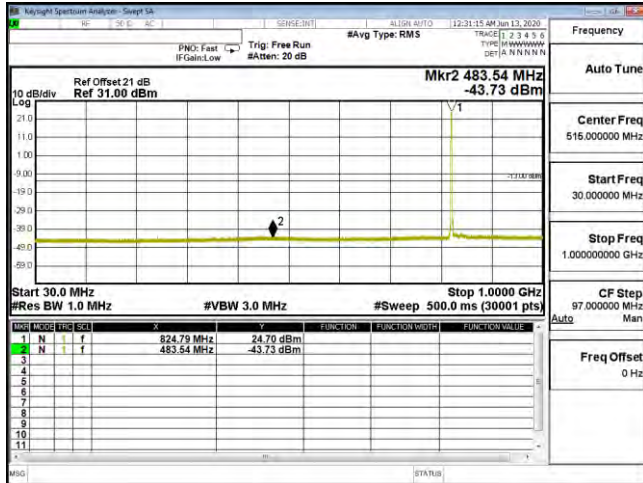 Keysight Spectrum Analyzer - Swept SA
RF 50 Ω AC SENSE:INT ALIGN AUTO 12:31:15 AM Jun 13, 2020
PNO: Fast Trig: Free Run #Avg Type: RMS TRACE 1 2 3 4 5 6
IFGain:Low #Atten: 20 dB TYPE M WWWWW
DET A N N N N N
Ref Offset 21 dB Mkr2 483.54 MHz
10 dB/div Ref 31.00 dBm -43.73 dBm
Log
1
21.0
11.0
1.00
-9.00
-13.00 dBm
-19.0
-29.0
-39.0
2
-49.0
-59.0
Start 30.0 MHz Stop 1.0000 GHz
#Res BW 1.0 MHz #VBW 3.0 MHz #Sweep 500.0 ms (30001 pts)
MKR MODE TRC SCL X Y FUNCTION FUNCTION WIDTH FUNCTION VALUE
1 N 1 f 824.79 MHz 24.70 dBm
2 N 1 f 483.54 MHz -43.73 dBm
3
4
5
6
7
8
9
10
11
MSG STATUS
Frequency
Auto Tune
Center Freq
515.000000 MHz
Start Freq
30.000000 MHz
Stop Freq
1.000000000 GHz
CF Step
97.000000 MHz
Auto Man
Freq Offset
0 Hz